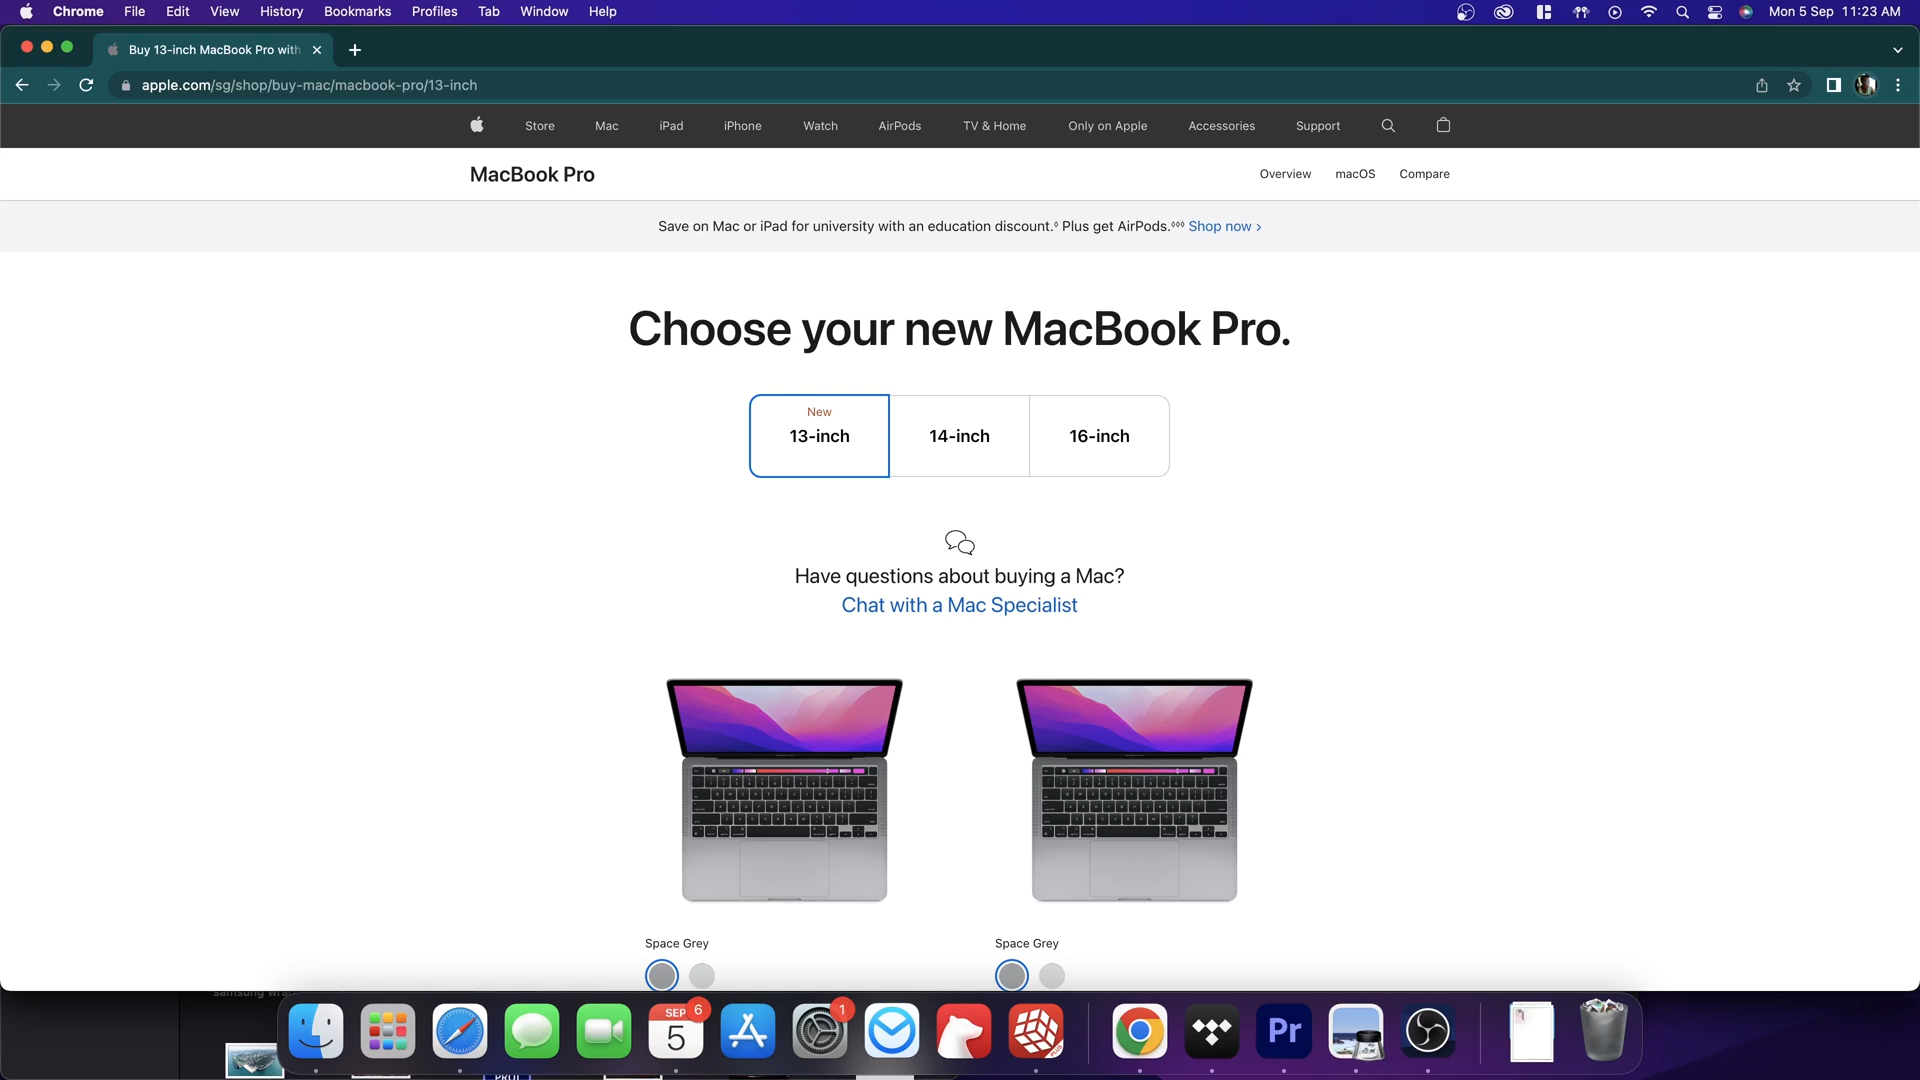 Chrome File Edit View History Bookmarks Profiles Tab Window Help Mon 5 Sep 11:23 AM
Buy 13-inch MacBook Pro with
apple.com/sg/shop/buy-mac/macbook-pro/13-inch
Store Mac iPad iPhone Watch AirPods TV & Home Only on Apple Accessories Support
MacBook Pro Overview macOS Compare
Save on Mac or iPad for university with an education discount.◊ Plus get AirPods.◊◊◊ Shop now >
Choose your new MacBook Pro.
New
13-inch 14-inch 16-inch
Have questions about buying a Mac?
Chat with a Mac Specialist
Space Grey Space Grey
SEP 6 1
5 Pr